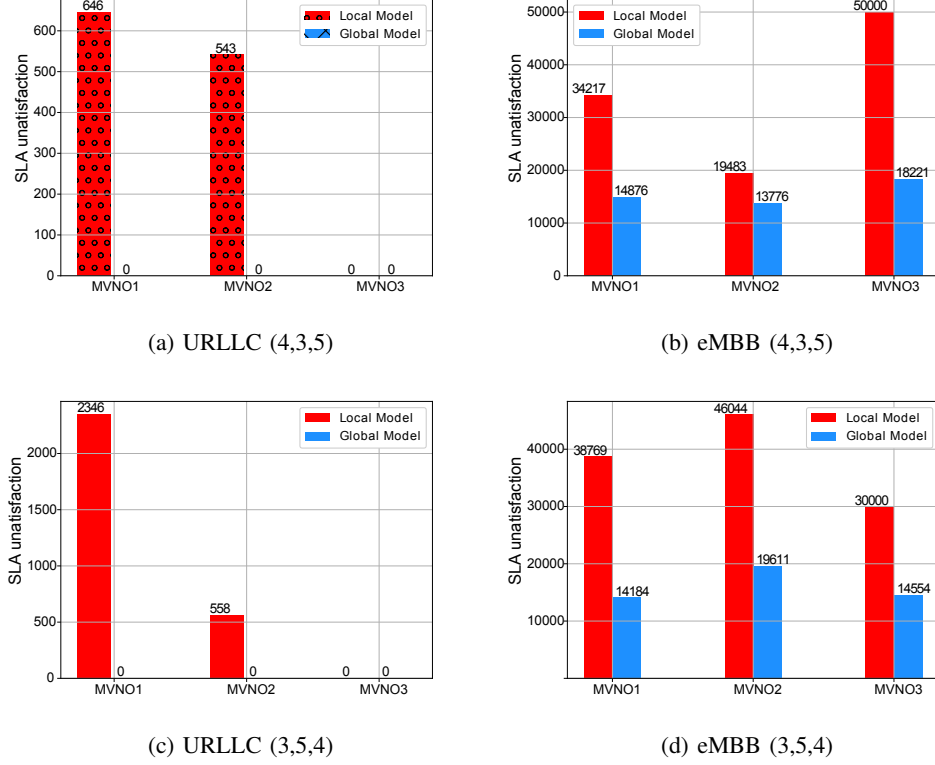 646
600
543
500
400
300
200
100
0
0
0
0
0
SLA unatisfaction
MVNO1
MVNO2
MVNO3
Local Model
Global Model
(a) URLLC (4,3,5)
50000
40000
30000
20000
10000
0
SLA unatisfaction
34217
14876
19483
13776
50000
18221
MVNO1
MVNO2
MVNO3
Local Model
Global Model
(b) eMBB (4,3,5)
2346
2000
1500
1000
500
0
SLA unatisfaction
0
558
0
0
0
MVNO1
MVNO2
MVNO3
Local Model
Global Model
(c) URLLC (3,5,4)
40000
30000
20000
10000
SLA unatisfaction
38769
14184
46044
19611
30000
14554
MVNO1
MVNO2
MVNO3
Local Model
Global Model
(d) eMBB (3,5,4)